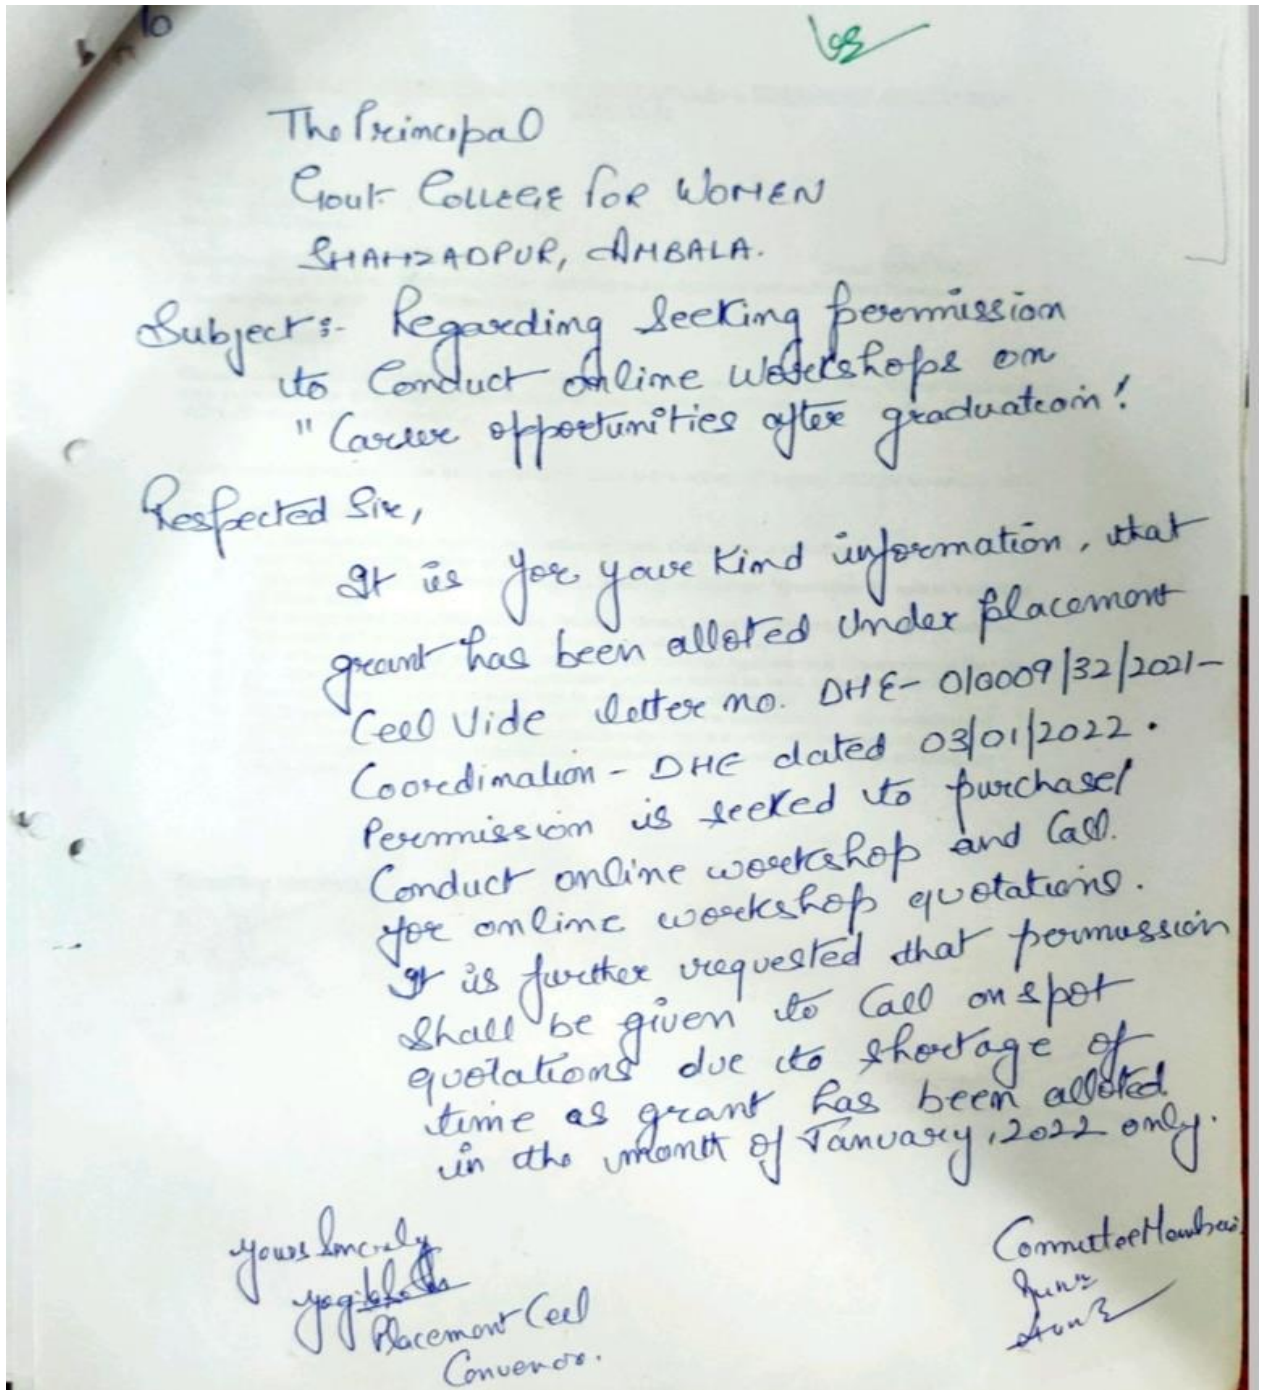 10
The Principal
Govt. College for Women
Shahzadpur, Ambala.
Subject:- Regarding seeking permission
to Conduct online Workshops on
"Career opportunities after graduation!
Respected Sir,
It is for your kind information, that
grant has been alloted under placement
Ceel Vide letter no. DHE- 010009/32/2021-
Coordination - DHE dated 03/01/2022.
Permission is seeked to purchase/
Conduct online workshop and Call.
for online workshop quotations.
It is further requested that permission
shall be given to Call on spot
quotations due to shortage of
time as grant has been alloted
in the month of January, 2022 only.
yours Sincerely
Placement Ceel
Convenor.
Committee Members